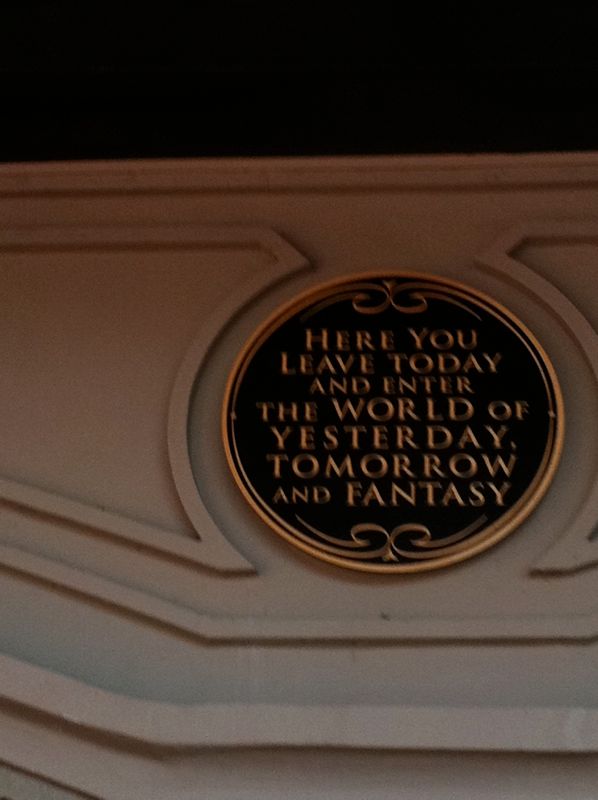 HERE YOU
LEAVE TODAY
AND ENTER
THE WORLD OF
YESTERDAY,
TOMORROW
AND FANTASY